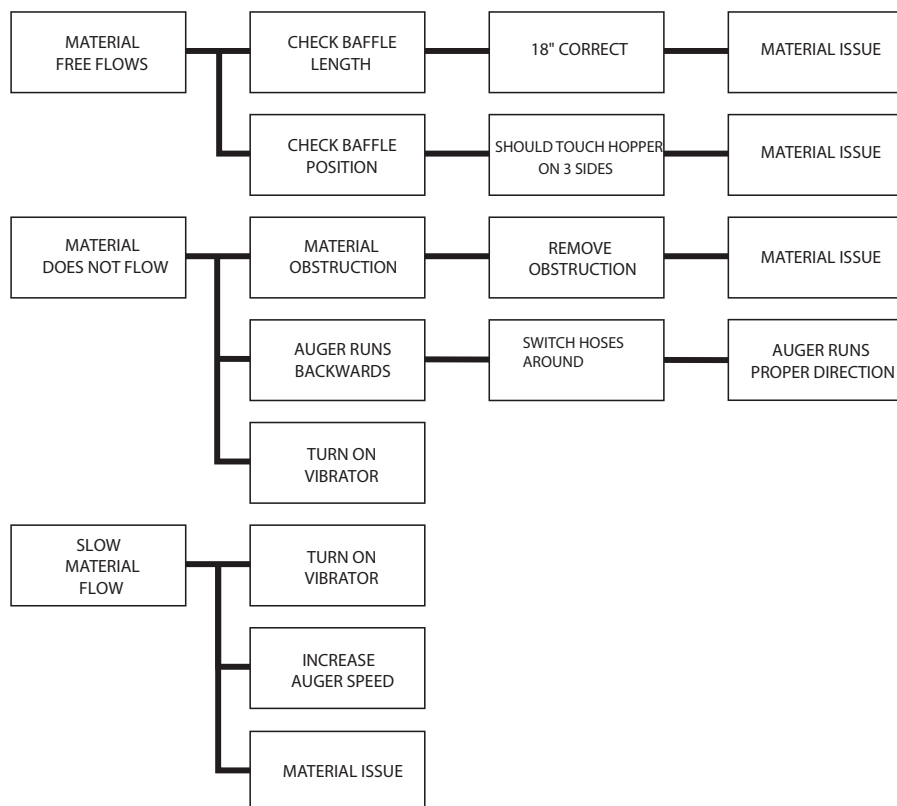 MATERIAL
FREE FLOWS
CHECK BAFFLE
LENGTH
18" CORRECT
MATERIAL ISSUE
CHECK BAFFLE
POSITION
SHOULD TOUCH HOPPER
ON 3 SIDES
MATERIAL ISSUE
MATERIAL
DOES NOT FLOW
MATERIAL
OBSTRUCTION
REMOVE
OBSTRUCTION
MATERIAL ISSUE
AUGER RUNS
BACKWARDS
SWITCH HOSES
AROUND
AUGER RUNS
PROPER DIRECTION
TURN ON
VIBRATOR
SLOW
MATERIAL
FLOW
TURN ON
VIBRATOR
INCREASE
AUGER SPEED
MATERIAL ISSUE